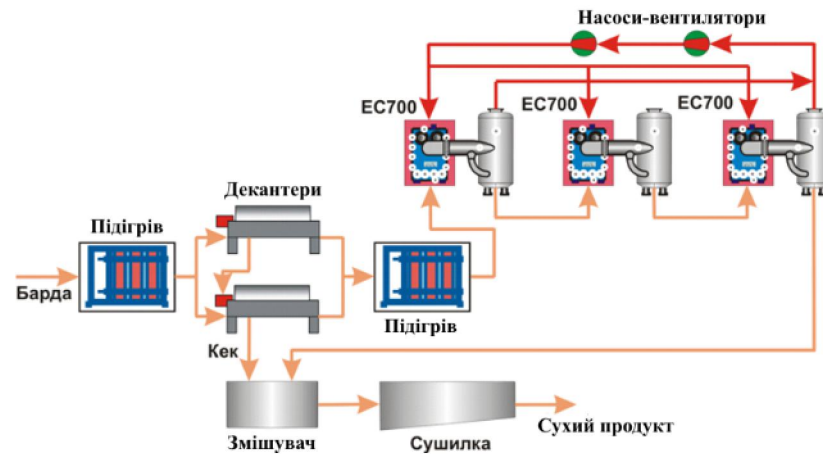 Насоси-вентилятори
ЕС700
ЕС700
ЕС700
Декантери
Підігрів
Барда
Підігрів
Кек
Змішувач
Сушилка
Сухий продукт